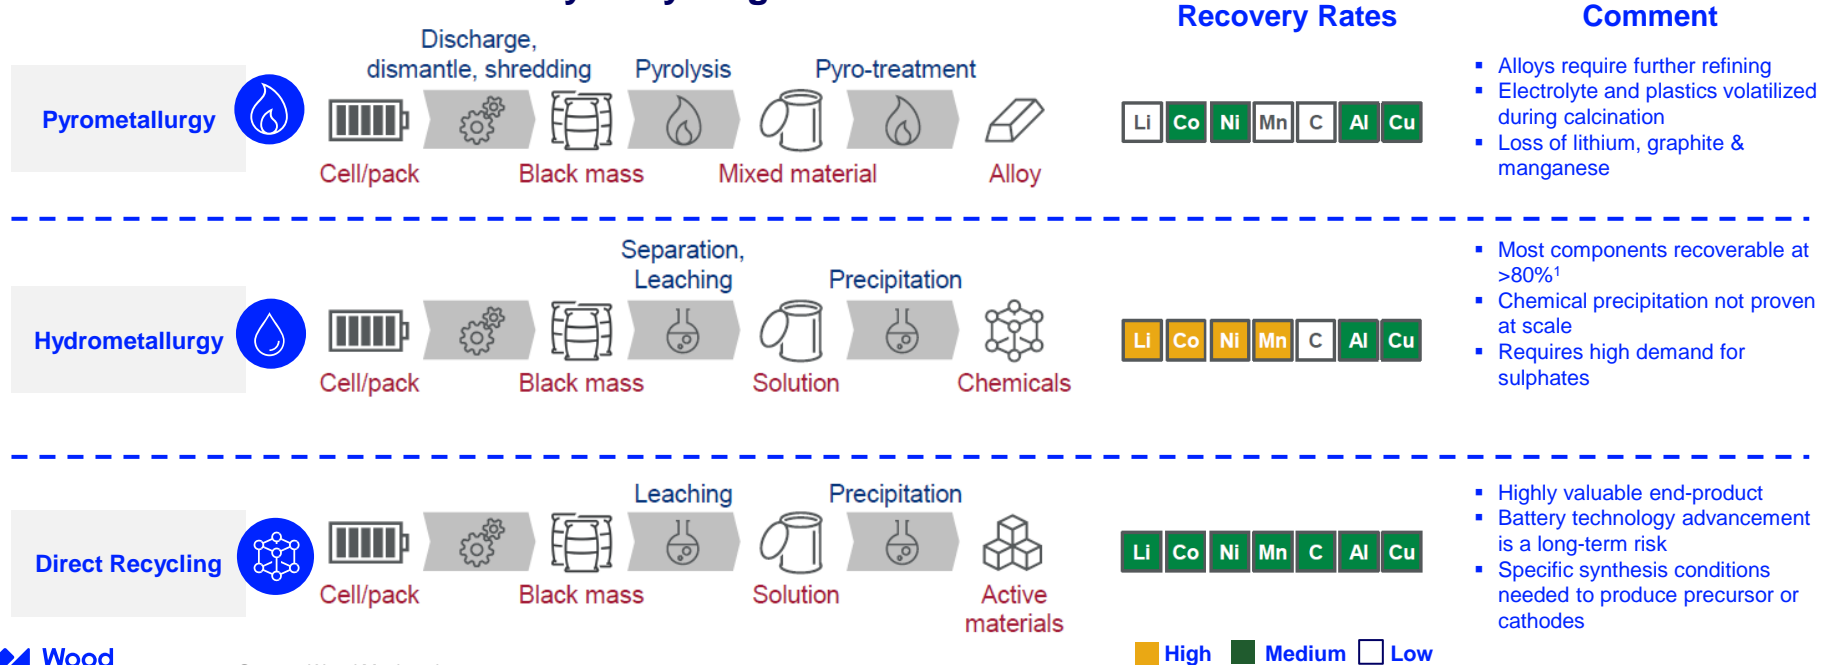 Recovery Rates
Comment
Discharge,
dismantle, shredding
Pyrolysis
Pyro-treatment
Pyrometallurgy
Cell/pack
Black mass
Mixed material
Alloy
Li Co Ni Mn C Al Cu
▪ Alloys require further refining
▪ Electrolyte and plastics volatilized
during calcination
▪ Loss of lithium, graphite &
manganese
Separation,
Leaching
Precipitation
Hydrometallurgy
Cell/pack
Black mass
Solution
Chemicals
Li Co Ni Mn C Al Cu
▪ Most components recoverable at
>80%¹
▪ Chemical precipitation not proven
at scale
▪ Requires high demand for
sulphates
Leaching
Precipitation
Direct Recycling
Cell/pack
Black mass
Solution
Active
materials
Li Co Ni Mn C Al Cu
▪ Highly valuable end-product
▪ Battery technology advancement
is a long-term risk
▪ Specific synthesis conditions
needed to produce precursor or
cathodes
High Medium Low
Wood